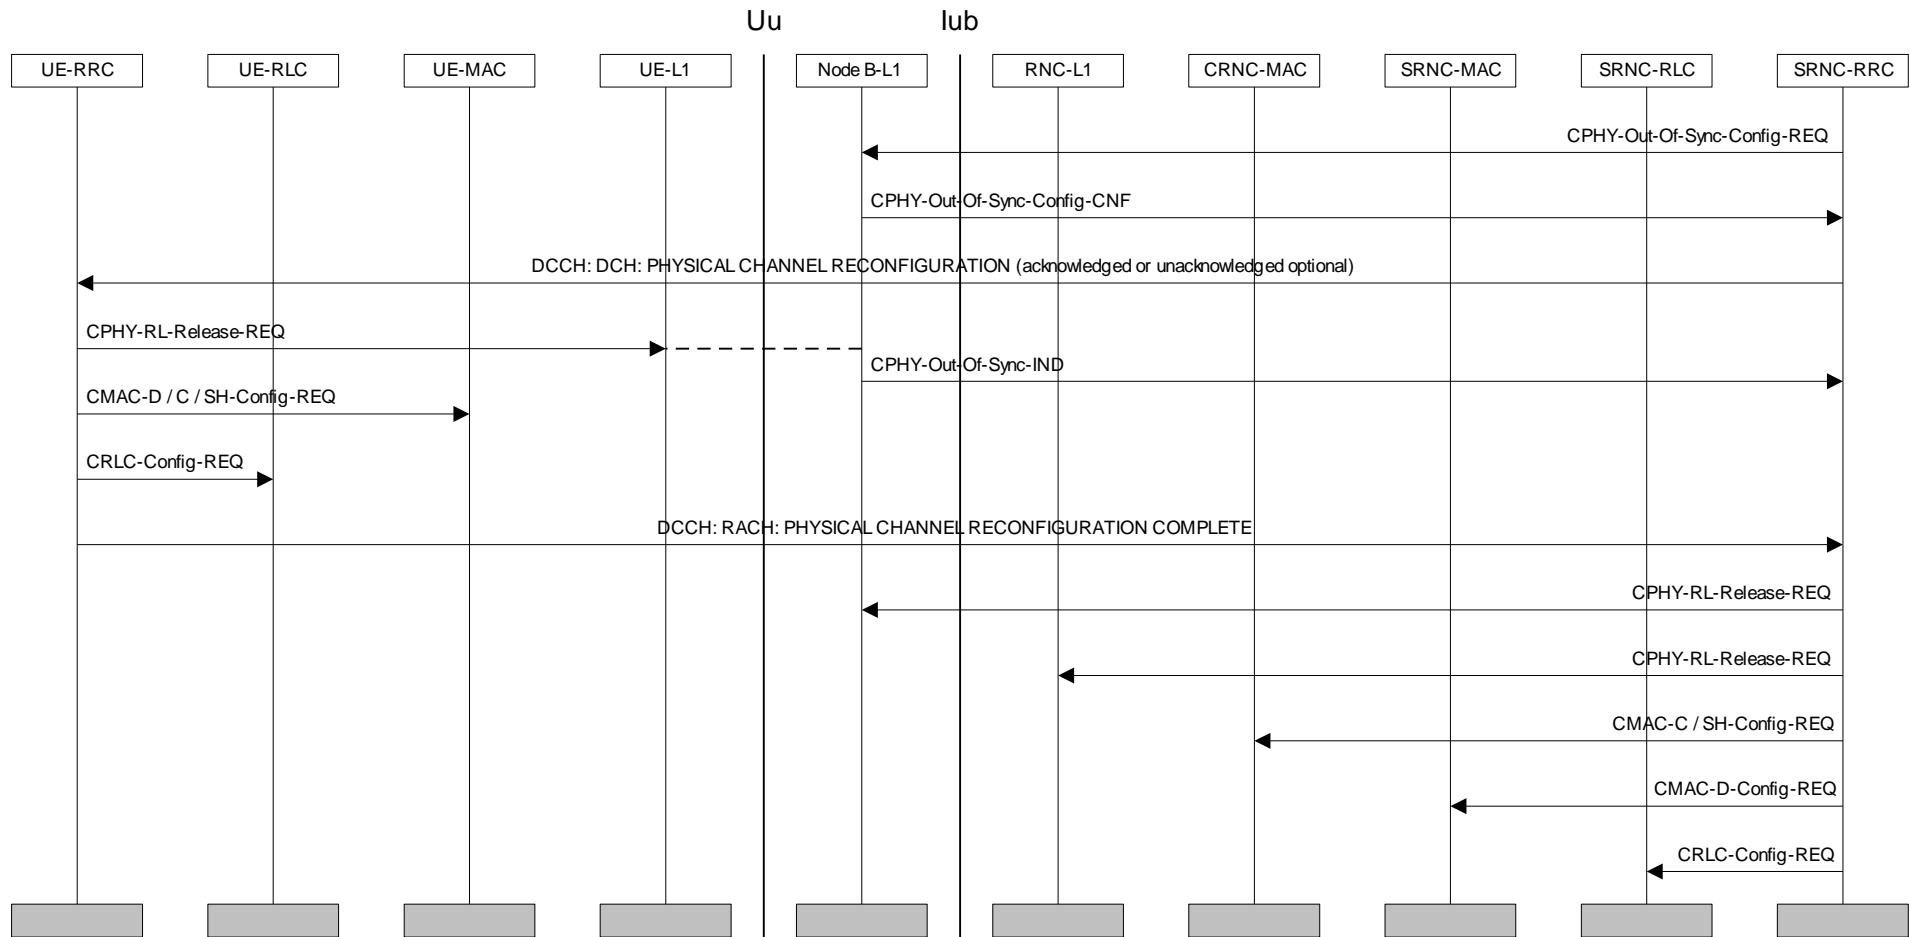 Uu
Iub
UE-RRC
UE-RLC
UE-MAC
UE-L1
Node B-L1
RNC-L1
CRNC-MAC
SRNC-MAC
SRNC-RLC
SRNC-RRC
CPHY-Out-Of-Sync-Config-REQ
CPHY-Out-Of-Sync-Config-CNF
DCCH: DCH: PHYSICAL CHANNEL RECONFIGURATION (acknowledged or unacknowledged optional)
CPHY-RL-Release-REQ
CPHY-Out-Of-Sync-IND
CMAC-D / C / SH-Config-REQ
CRLC-Config-REQ
DCCH: RACH: PHYSICAL CHANNEL RECONFIGURATION COMPLETE
CPHY-RL-Release-REQ
CPHY-RL-Release-REQ
CMAC-C / SH-Config-REQ
CMAC-D-Config-REQ
CRLC-Config-REQ